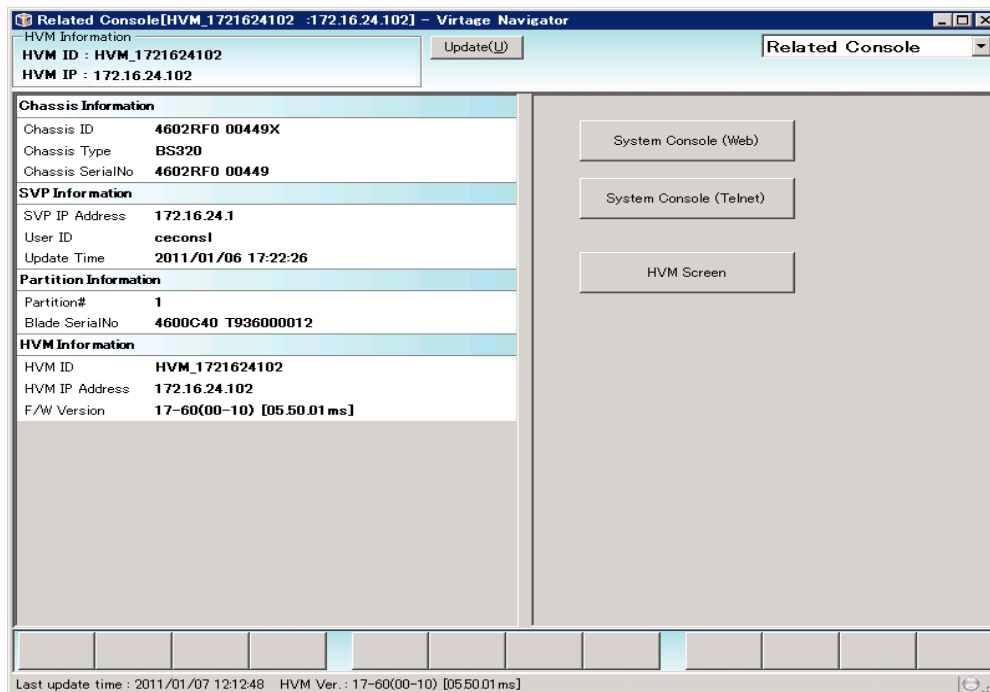 Related Console[HVM_1721624102 :172.16.24.102] - Virtage Navigator
HVM Information
HVM ID : HVM_1721624102
HVM IP : 172.16.24.102
Update(U)
Related Console
Chassis Information
Chassis ID 4602RF0 00449X
Chassis Type BS320
Chassis SerialNo 4602RF0 00449
SVP Information
SVP IP Address 172.16.24.1
User ID ceconsl
Update Time 2011/01/06 17:22:26
Partition Information
Partition# 1
Blade SerialNo 4600C40 T936000012
HVM Information
HVM ID HVM_1721624102
HVM IP Address 172.16.24.102
F/W Version 17-60(00-10) [05.50.01 ms]
System Console (Web)
System Console (Telnet)
HVM Screen
Last update time : 2011/01/07 12:12:48 HVM Ver. : 17-60(00-10) [05.50.01 ms]